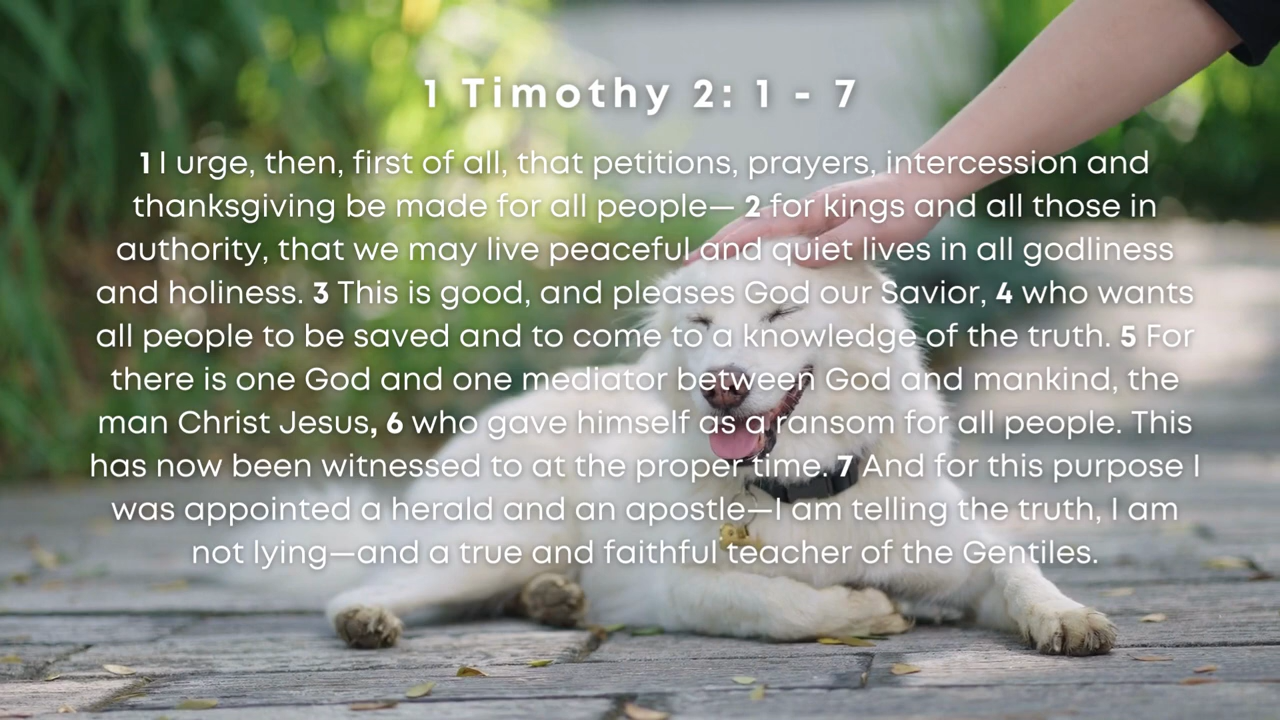 1 Timothy 2: 1 - 7
1 I urge, then, first of all, that petitions, prayers, intercession and
thanksgiving be made for all people— 2 for kings and all those in
authority, that we may live peaceful and quiet lives in all godliness
and holiness. 3 This is good, and pleases God our Savior, 4 who wants
all people to be saved and to come to a knowledge of the truth. 5 For
there is one God and one mediator between God and mankind, the
man Christ Jesus, 6 who gave himself as a ransom for all people. This
has now been witnessed to at the proper time. 7 And for this purpose I
was appointed a herald and an apostle—I am telling the truth, I am
not lying—and a true and faithful teacher of the Gentiles.